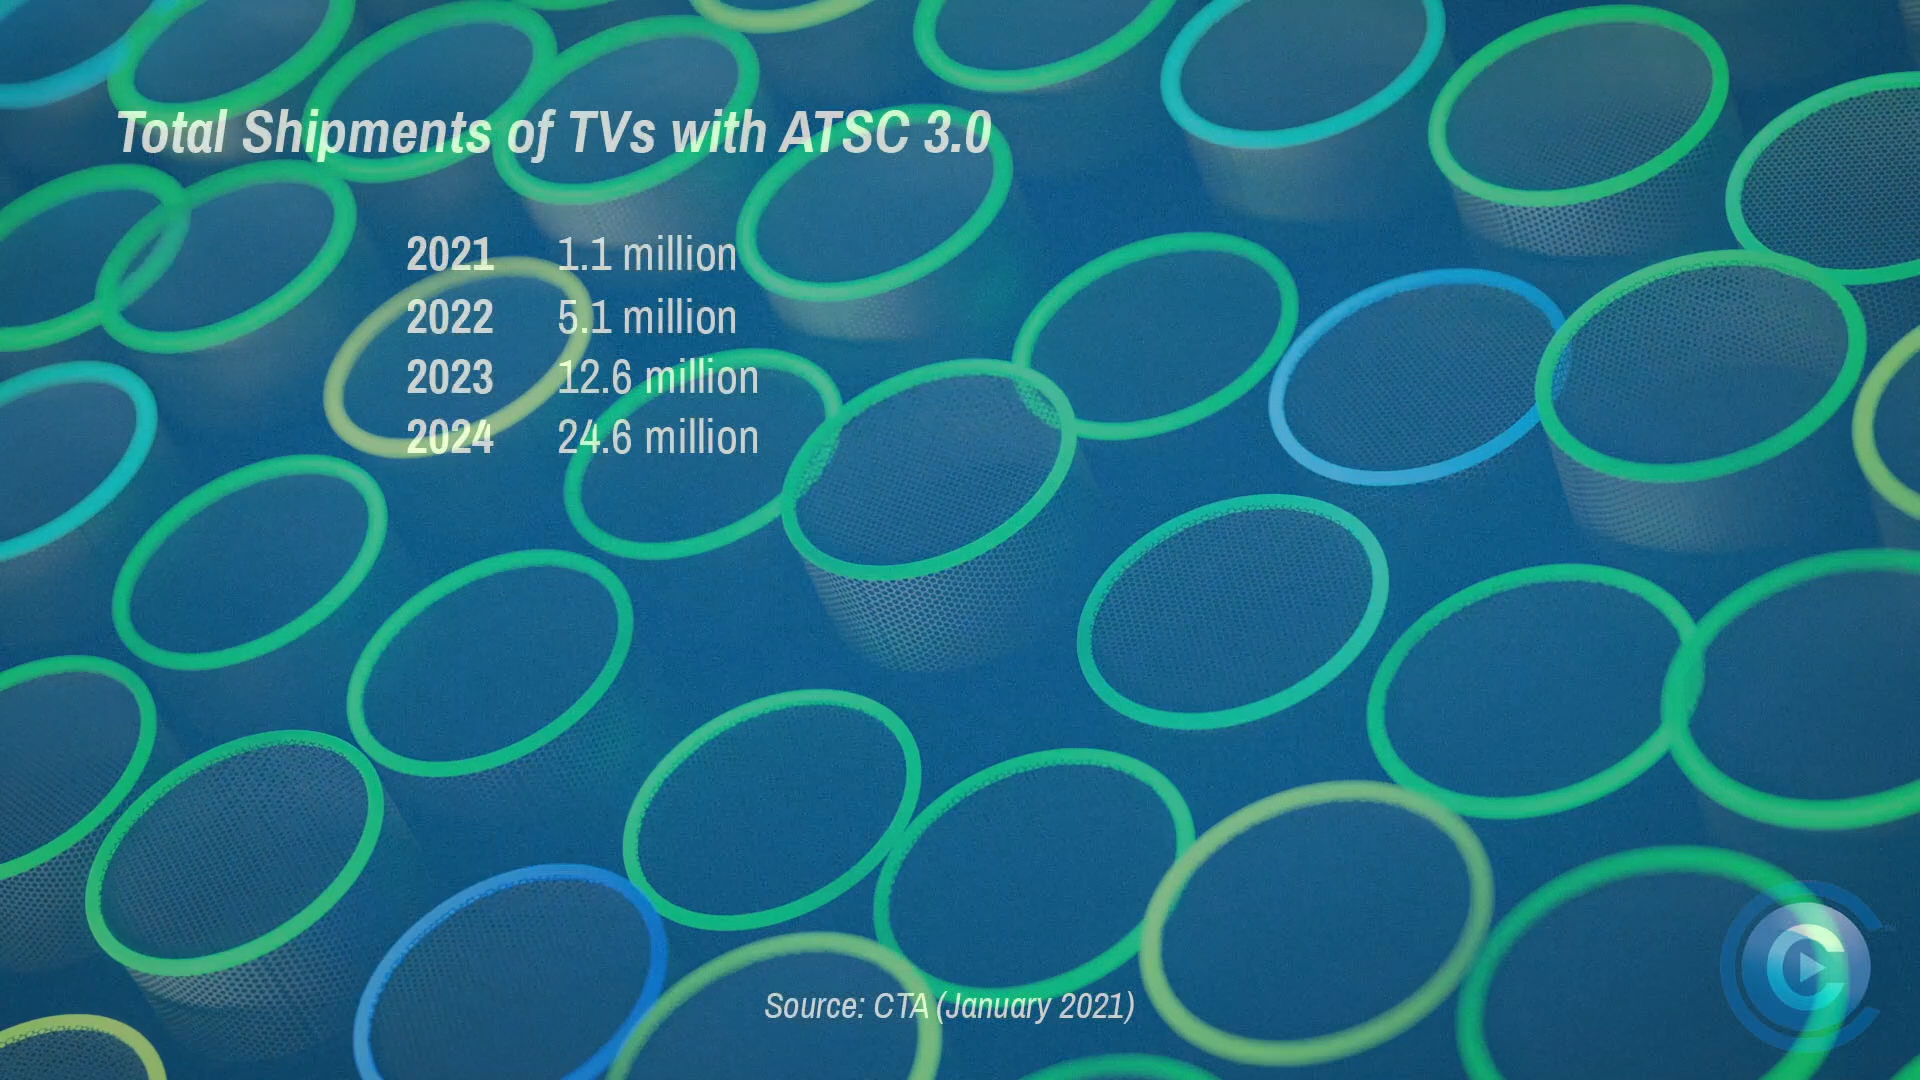 Total Shipments of TVs with ATSC 3.0
2021 1.1 million
2022 5.1 million
2023 12.6 million
2024 24.6 million
Source: CTA (January 2021)